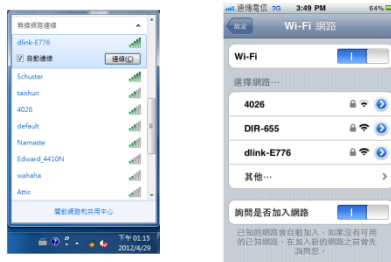 無線網路連線
dlink-E776
自動連線
連線(C)
Schuster
taishun
4026
default
Namaste
Edward_4410N
wahaha
Attic
開啟網路和共用中心
下午 01:15
2012/4/29
遠傳電信 3G 3:49 PM 64%
設定
Wi-Fi 網路
Wi-Fi
選擇網路…
4026
DIR-655
dlink-E776
其他…
詢問是否加入網路
已知的網路會自動加入。如果沒有可用
的已知網路，在加入新的網路之前會先
詢問您。